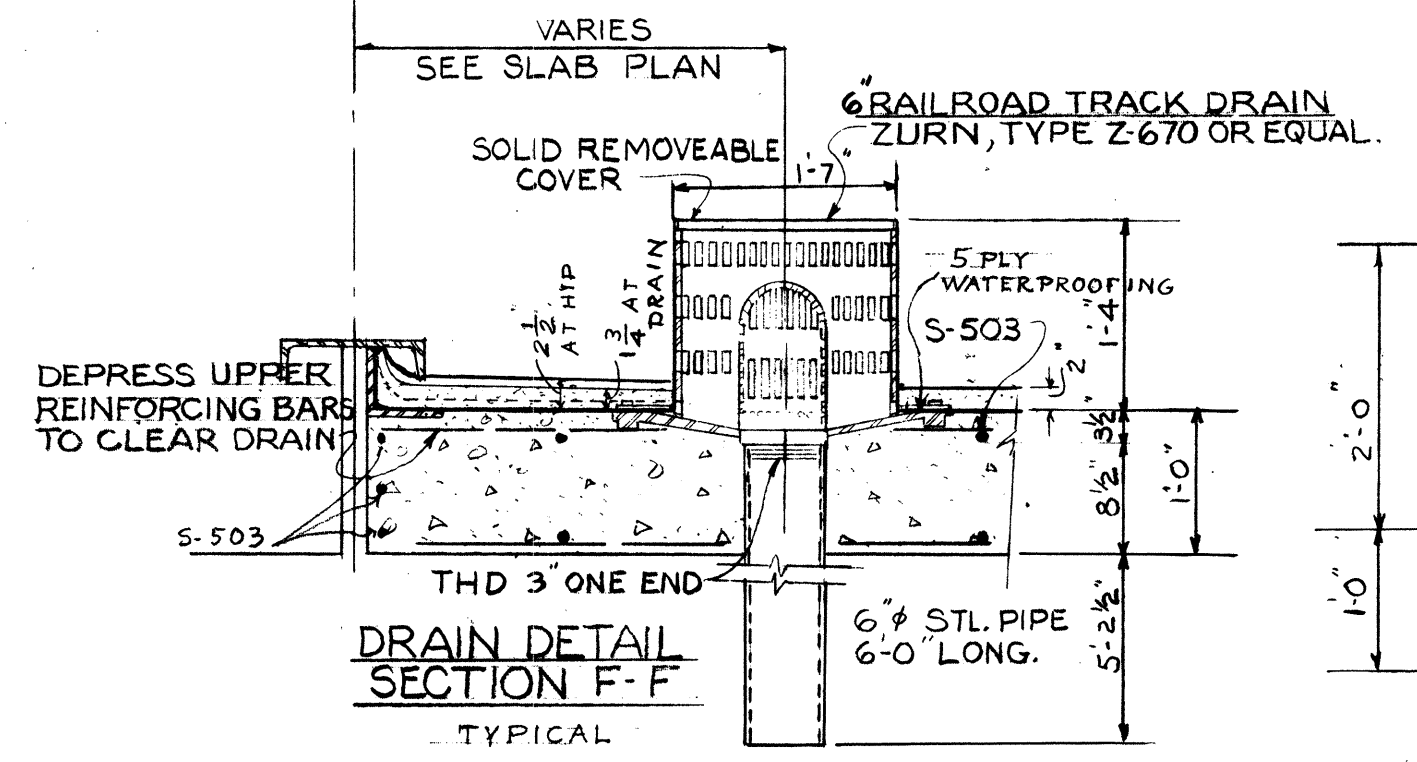 VARIES
SEE SLAB PLAN
6" RAILROAD TRACK DRAIN
ZURN, TYPE Z-670 OR EQUAL.
SOLID REMOVEABLE
COVER
1'-7"
5 PLY
WATERPROOFING
S-503
2 1/2" AT HIP
1 3/4" AT
DRAIN
2"
1'-4"
3 1/2"
8 1/2"
1'-0"
2'-0"
1'-0"
5'-2 1/2"
DEPRESS UPPER
REINFORCING BARS
TO CLEAR DRAIN
S-503
THD 3" ONE END
6"ϕ STL. PIPE
6'-0" LONG.
DRAIN DETAIL
SECTION F-F
TYPICAL